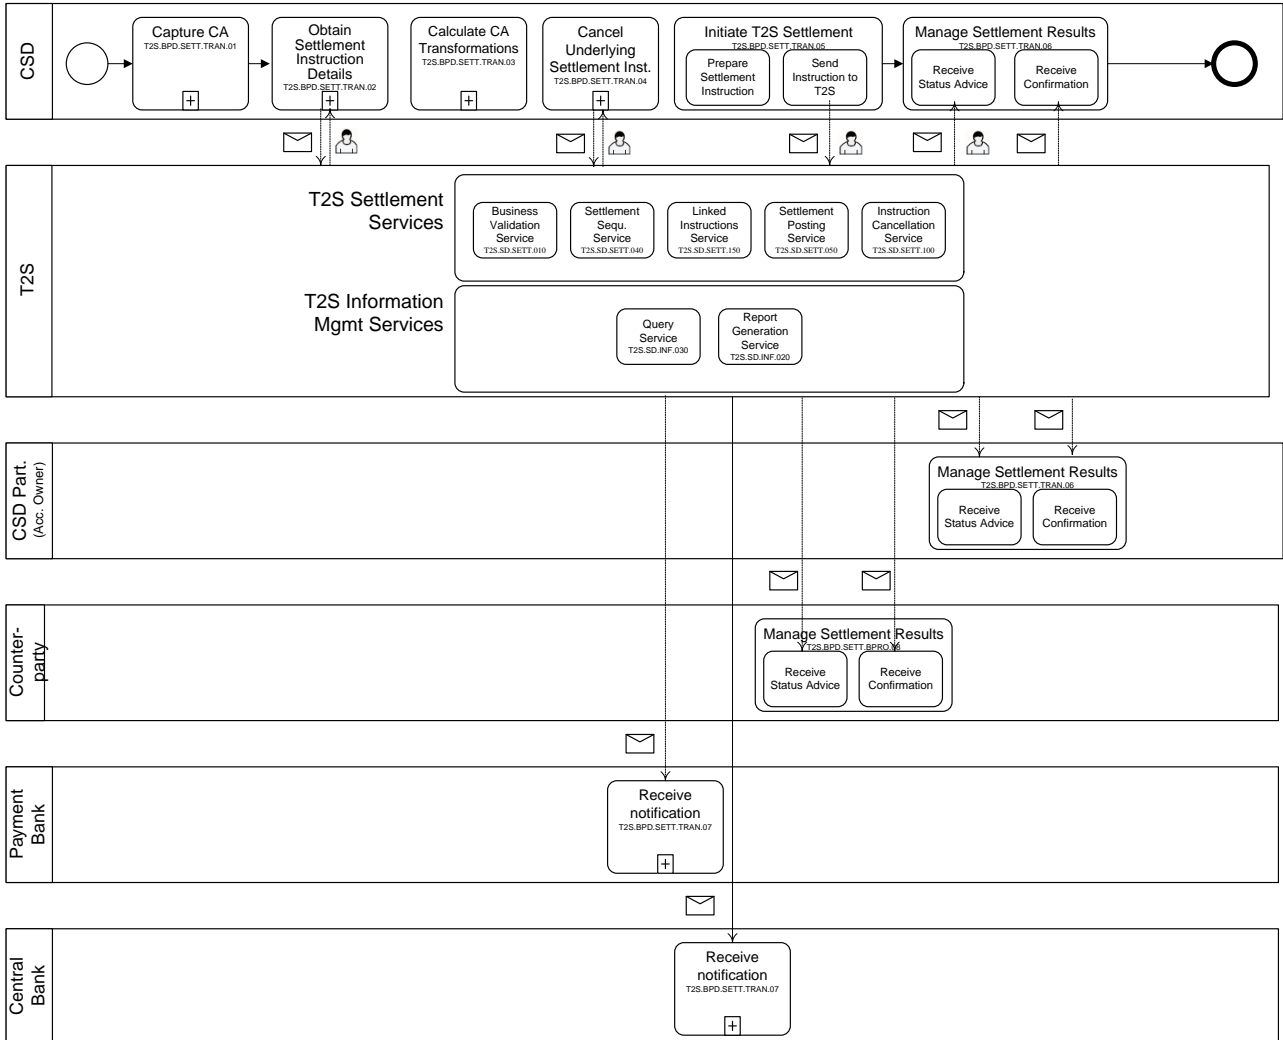 CSD
Capture CA
T2S.BPD.SETT.TRAN.01
Obtain
Settlement
Instruction
Details
T2S.BPD.SETT.TRAN.02
Calculate CA
Transformations
T2S.BPD.SETT.TRAN.03
Cancel
Underlying
Settlement Inst.
T2S.BPD.SETT.TRAN.04
Initiate T2S Settlement
T2S.BPD.SETT.TRAN.05
Prepare
Settlement
Instruction
Send
Instruction to
T2S
Manage Settlement Results
T2S.BPD.SETT.TRAN.06
Receive
Status Advice
Receive
Confirmation
T2S
T2S Settlement
Services
Business
Validation
Service
T2S.SD.SETT.010
Settlement
Sequ.
Service
T2S.SD.SETT.040
Linked
Instructions
Service
T2S.SD.SETT.150
Settlement
Posting
Service
T2S.SD.SETT.050
Instruction
Cancellation
Service
T2S.SD.SETT.100
T2S Information
Mgmt Services
Query
Service
T2S.SD.INF.030
Report
Generation
Service
T2S.SD.INF.020
CSD Part.
(Acc. Owner)
Manage Settlement Results
T2S.BPD.SETT.TRAN.06
Receive
Status Advice
Receive
Confirmation
Counter-
party
Manage Settlement Results
T2S.BPD.SETT.BPRO.08
Receive
Status Advice
Receive
Confirmation
Payment
Bank
Receive
notification
T2S.BPD.SETT.TRAN.07
Central
Bank
Receive
notification
T2S.BPD.SETT.TRAN.07